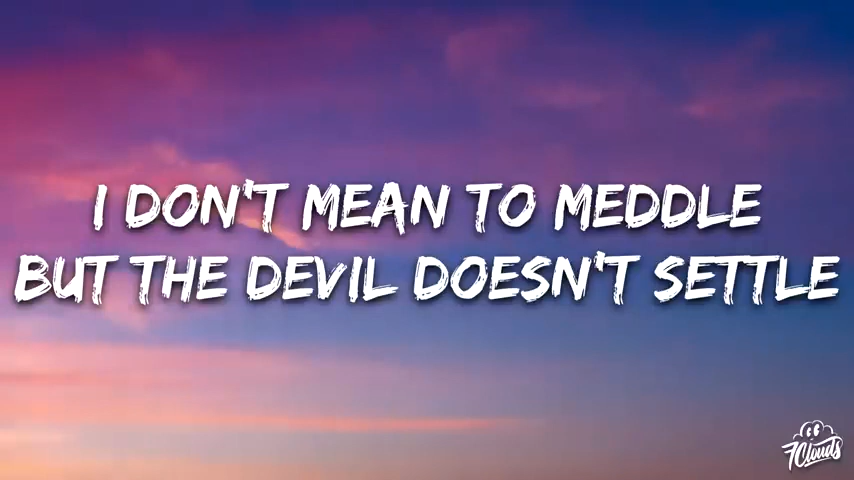 I DON'T MEAN TO MEDDLE
BUT THE DEVIL DOESN'T SETTLE
7Clouds